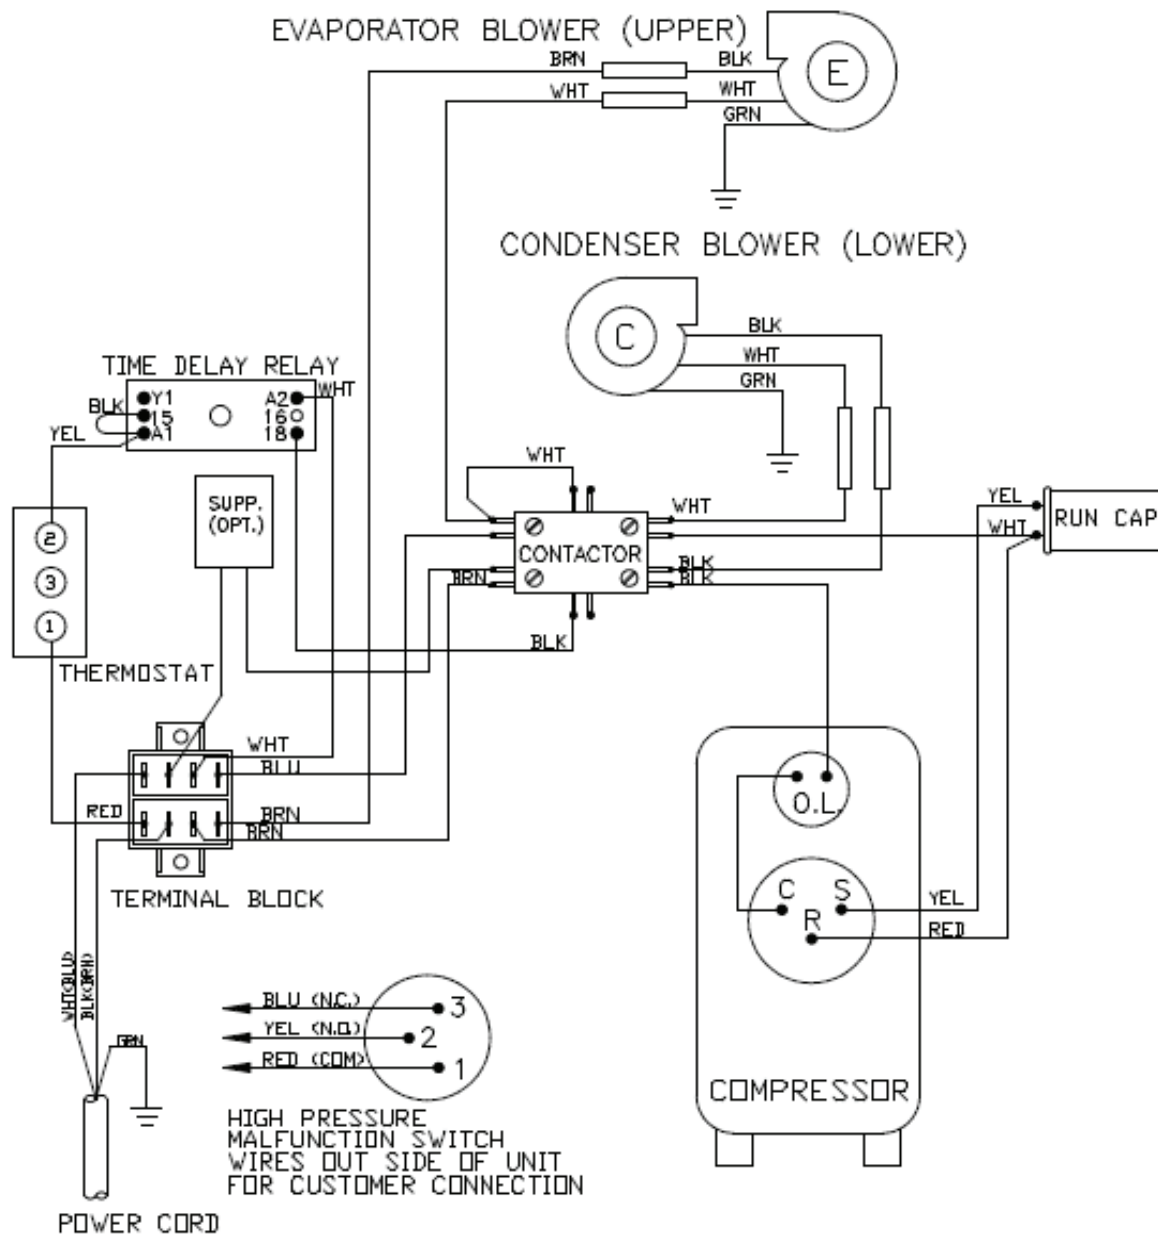 EVAPORATOR BLOWER (UPPER)
BRN
BLK
E
WHT
WHT
GRN
CONDENSER BLOWER (LOWER)
C
BLK
WHT
GRN
TIME DELAY RELAY
Y1
A2
WHT
BLK
15
16
YEL
A1
18
WHT
SUPP.
(OPT.)
WHT
YEL
RUN CAP
WHT
2
3
1
CONTACTOR
BRN
BLK
BLK
BLK
THERMOSTAT
WHT
BLU
RED
BRN
BRN
O.L.
TERMINAL BLOCK
C
S
R
YEL
RED
WHT(BLU)
BLK(BRN)
GRN
BLU (N.C.)
3
YEL (N.O.)
2
RED (COM)
1
COMPRESSOR
HIGH PRESSURE
MALFUNCTION SWITCH
WIRES OUT SIDE OF UNIT
FOR CUSTOMER CONNECTION
POWER CORD